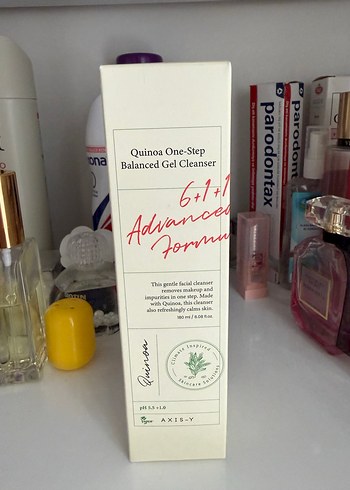 Quinoa One-Step
Balanced Gel Cleanser
6+1+1
Advanced
Formu
This gentle facial cleanser
removes makeup and
impurities in one step. Made
with Quinoa, this cleanser
also refreshingly calms skin.
180 ml / 6.08 fl.oz.
Quinoa
Climate Inspired
Skincare Solutions
pH 5.5 ±1.0
Vegan
AXIS-Y
parodontax
parodon